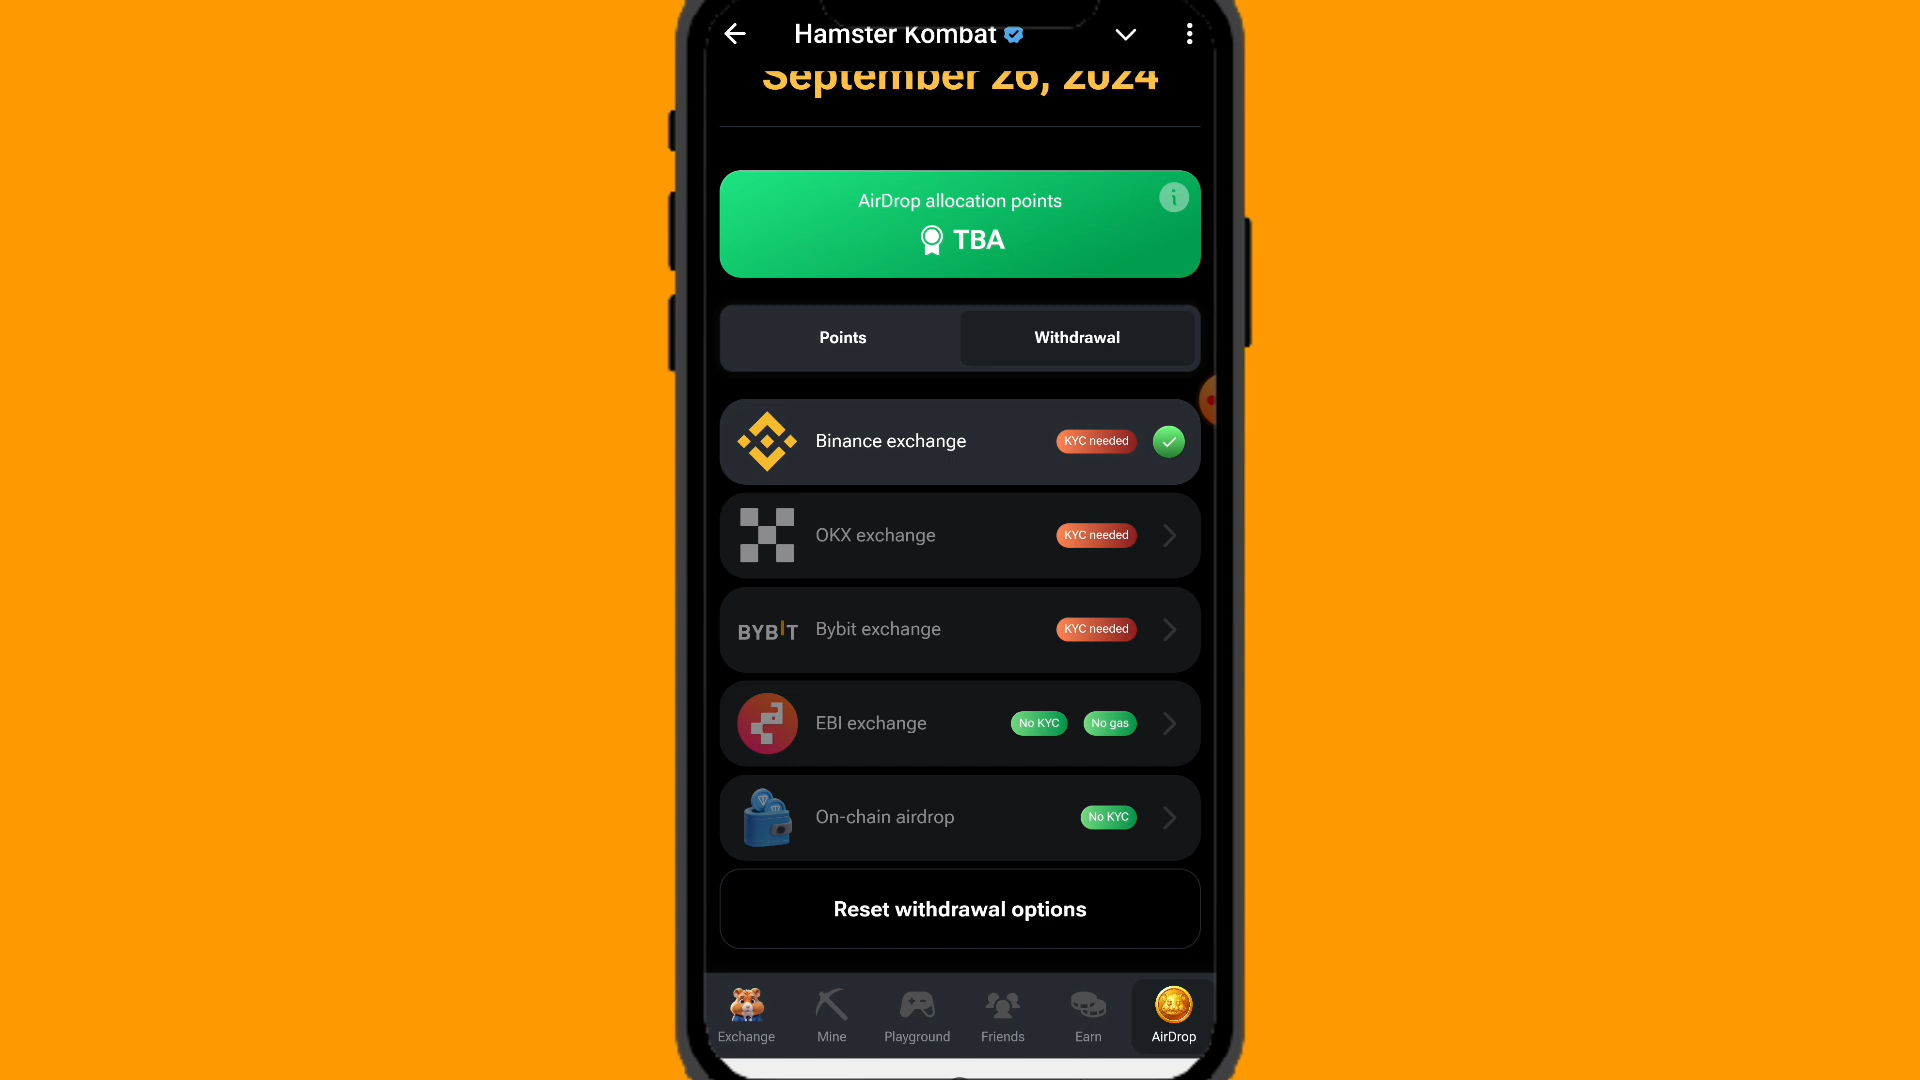 Hamster Kombat
September 26, 2024
AirDrop allocation points
TBA
Points
Withdrawal
Binance exchange
KYC needed
OKX exchange
KYC needed
BYBIT
Bybit exchange
KYC needed
EBI exchange
No KYC
No gas
On-chain airdrop
No KYC
Reset withdrawal options
Exchange
Mine
Playground
Friends
Earn
AirDrop